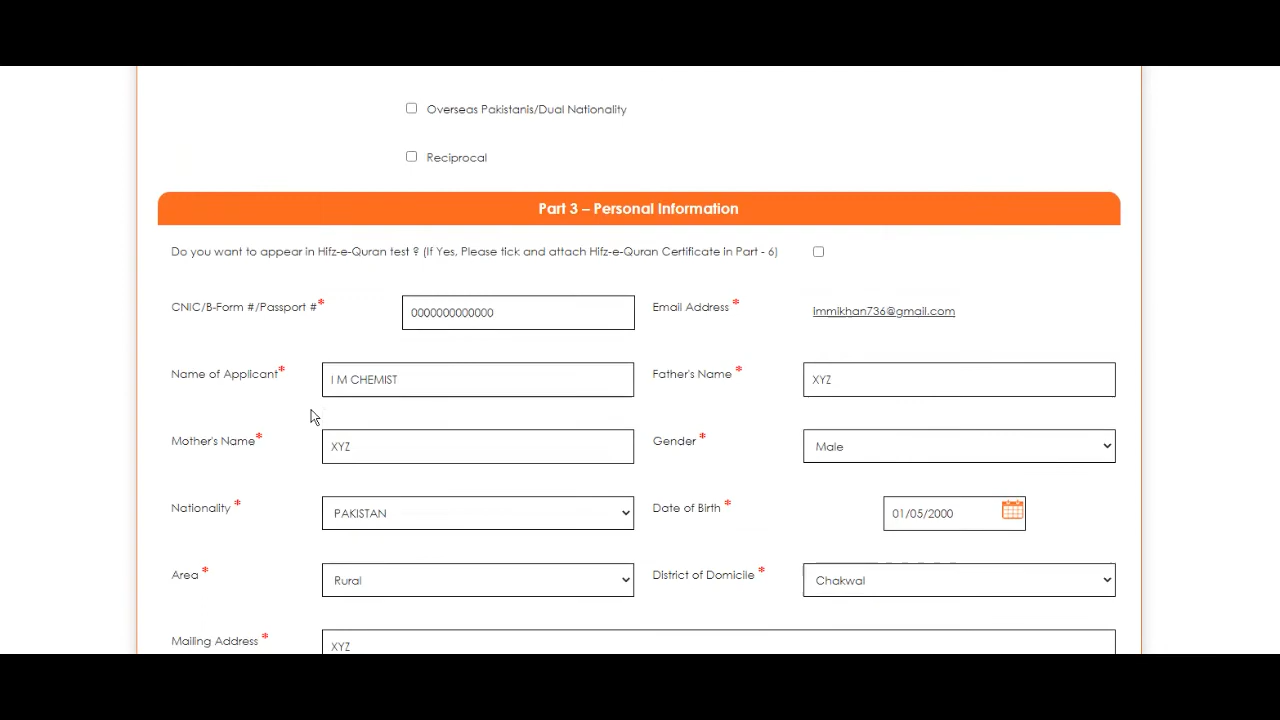 Overseas Pakistanis/Dual Nationality
Reciprocal
Part 3 – Personal Information
Do you want to appear in Hifz-e-Quran test ? (If Yes, Please tick and attach Hifz-e-Quran Certificate in Part - 6)
CNIC/B-Form #/Passport #* 0000000000000 Email Address * immikhan736@gmail.com
Name of Applicant* I M CHEMIST Father's Name * XYZ
Mother's Name* XYZ Gender * Male
Nationality * PAKISTAN Date of Birth * 01/05/2000
Area * Rural District of Domicile * Chakwal
Mailing Address * XYZ